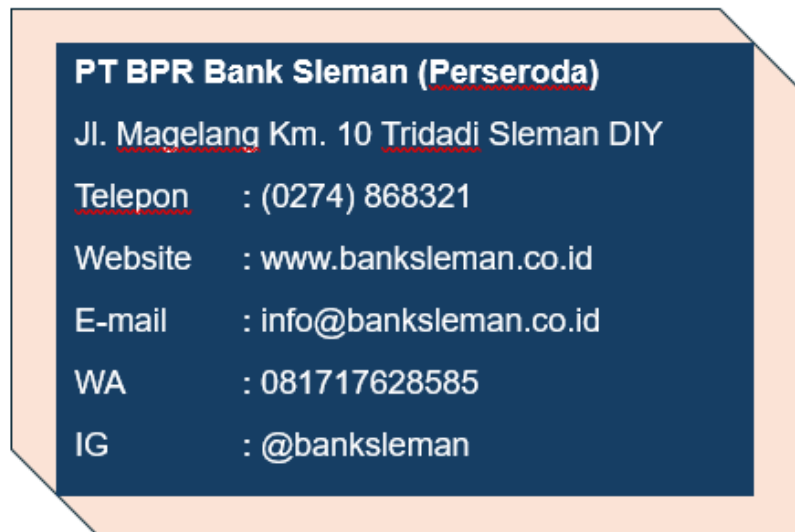 PT BPR Bank Sleman (Perseroda)
Jl. Magelang Km. 10 Tridadi Sleman DIY
Telepon : (0274) 868321
Website : www.banksleman.co.id
E-mail : info@banksleman.co.id
WA : 081717628585
IG : @banksleman